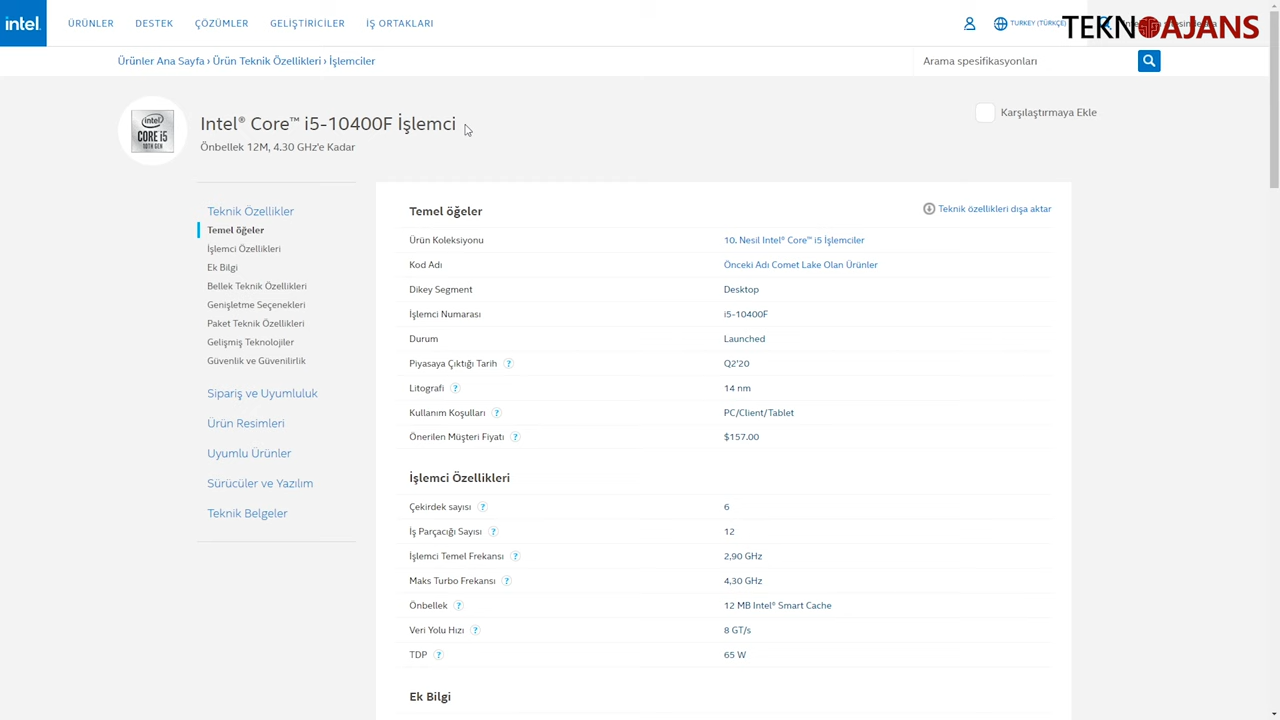 intel.
ÜRÜNLER DESTEK ÇÖZÜMLER GELİŞTİRİCİLER İŞ ORTAKLARI
TURKEY (TÜRKÇE)
TEKNOAJANS
Ürünler Ana Sayfa › Ürün Teknik Özellikleri › İşlemciler
Arama spesifikasyonları
intel
CORE i5
10TH GEN
Intel® Core™ i5-10400F İşlemci
Önbellek 12M, 4.30 GHz'e Kadar
Karşılaştırmaya Ekle
Teknik Özellikler
Temel öğeler
İşlemci Özellikleri
Ek Bilgi
Bellek Teknik Özellikleri
Genişletme Seçenekleri
Paket Teknik Özellikleri
Gelişmiş Teknolojiler
Güvenlik ve Güvenilirlik
Sipariş ve Uyumluluk
Ürün Resimleri
Uyumlu Ürünler
Sürücüler ve Yazılım
Teknik Belgeler
Temel öğeler
Teknik özellikleri dışa aktar
Ürün Koleksiyonu 10. Nesil Intel® Core™ i5 İşlemciler
Kod Adı Önceki Adı Comet Lake Olan Ürünler
Dikey Segment Desktop
İşlemci Numarası i5-10400F
Durum Launched
Piyasaya Çıktığı Tarih ? Q2'20
Litografi ? 14 nm
Kullanım Koşulları ? PC/Client/Tablet
Önerilen Müşteri Fiyatı ? $157.00
İşlemci Özellikleri
Çekirdek sayısı ? 6
İş Parçacığı Sayısı ? 12
İşlemci Temel Frekansı ? 2,90 GHz
Maks Turbo Frekansı ? 4,30 GHz
Önbellek ? 12 MB Intel® Smart Cache
Veri Yolu Hızı ? 8 GT/s
TDP ? 65 W
Ek Bilgi